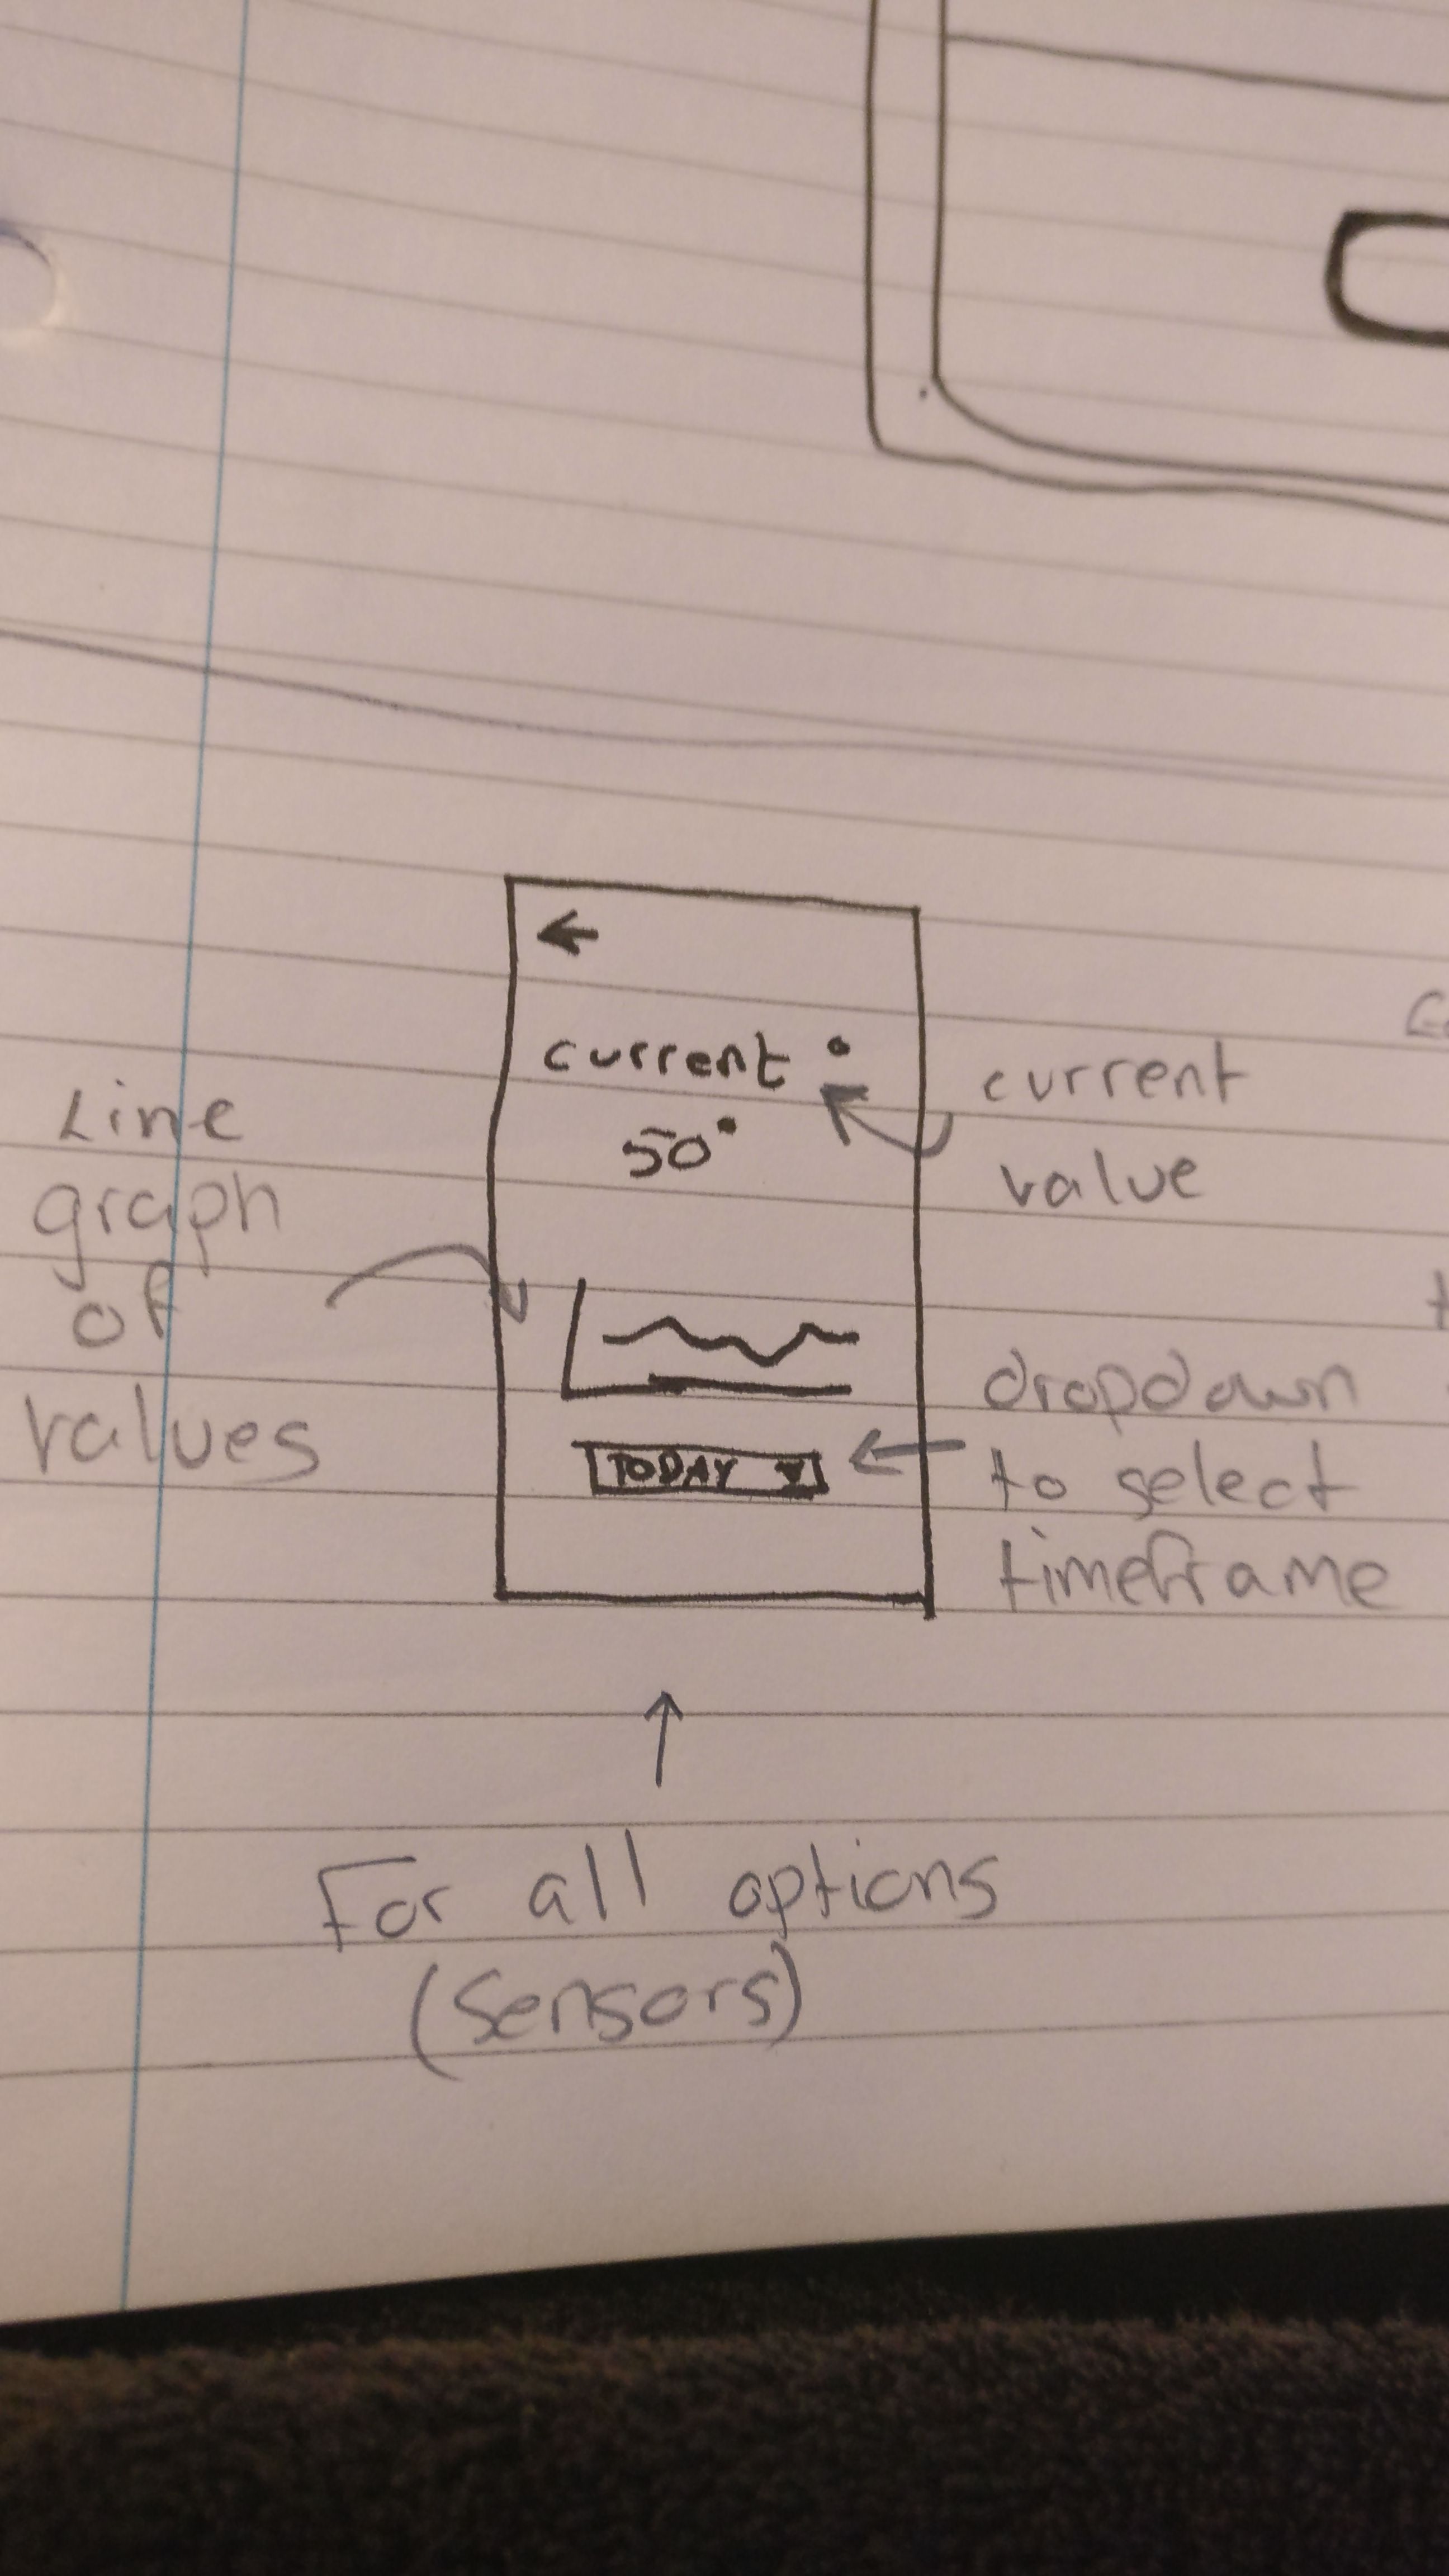 current °
50°
TODAY
Line
graph
of
values
current
value
dropdown
to select
timeframe
For all options
(Sensors)